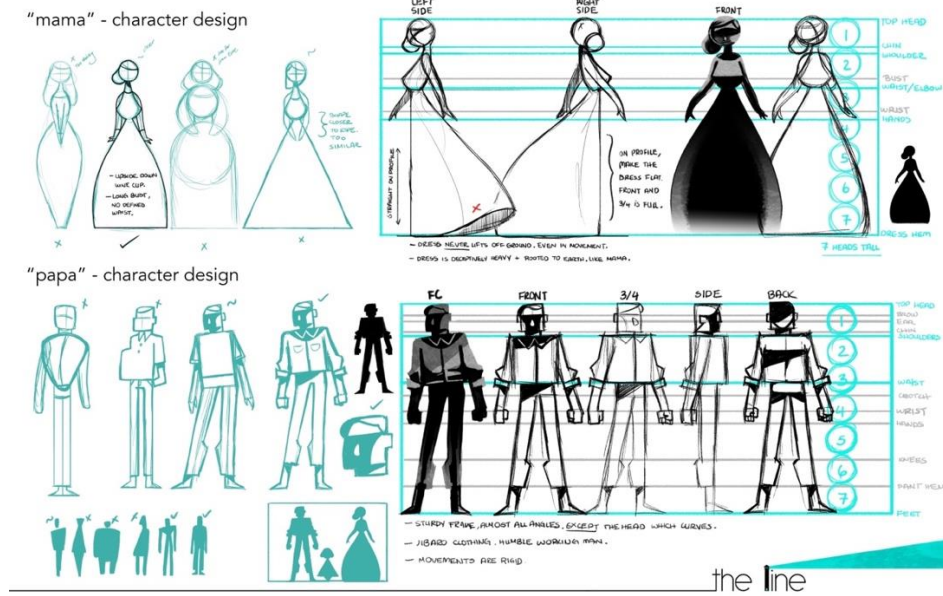 "mama" - character design
LEFT SIDE
RIGHT SIDE
FRONT
TOP HEAD
CHIN
SHOULDER
BUST
WAIST/ELBOW
WRIST
HANDS
DRESS HEM
7 HEADS TALL
1
2
3
4
5
6
7
- UPSIDE DOWN
WINE CUP.
- LONG BUST,
NO DEFINED
WAIST.
TOO
SIMILAR
STRAIGHT ON PROFILE
ON PROFILE,
MAKE THE
DRESS FLAT.
FRONT AND
3/4 IS FULL.
- DRESS NEVER LIFTS OFF GROUND, EVEN IN MOVEMENT.
- DRESS IS DECEPTIVELY HEAVY + ROOTED TO EARTH, LIKE MAMA.
"papa" - character design
FC
FRONT
3/4
SIDE
BACK
TOP HEAD
BROW
EAR
CHIN
SHOULDERS
WAIST
CROTCH
WRIST
HANDS
KNEES
PANT HEM
FEET
1
2
3
4
5
6
7
- STURDY FRAME, ALMOST ALL ANGLES, EXCEPT THE HEAD WHICH CURVES.
- JIBARO CLOTHING. HUMBLE WORKING MAN.
- MOVEMENTS ARE RIGID.
the line